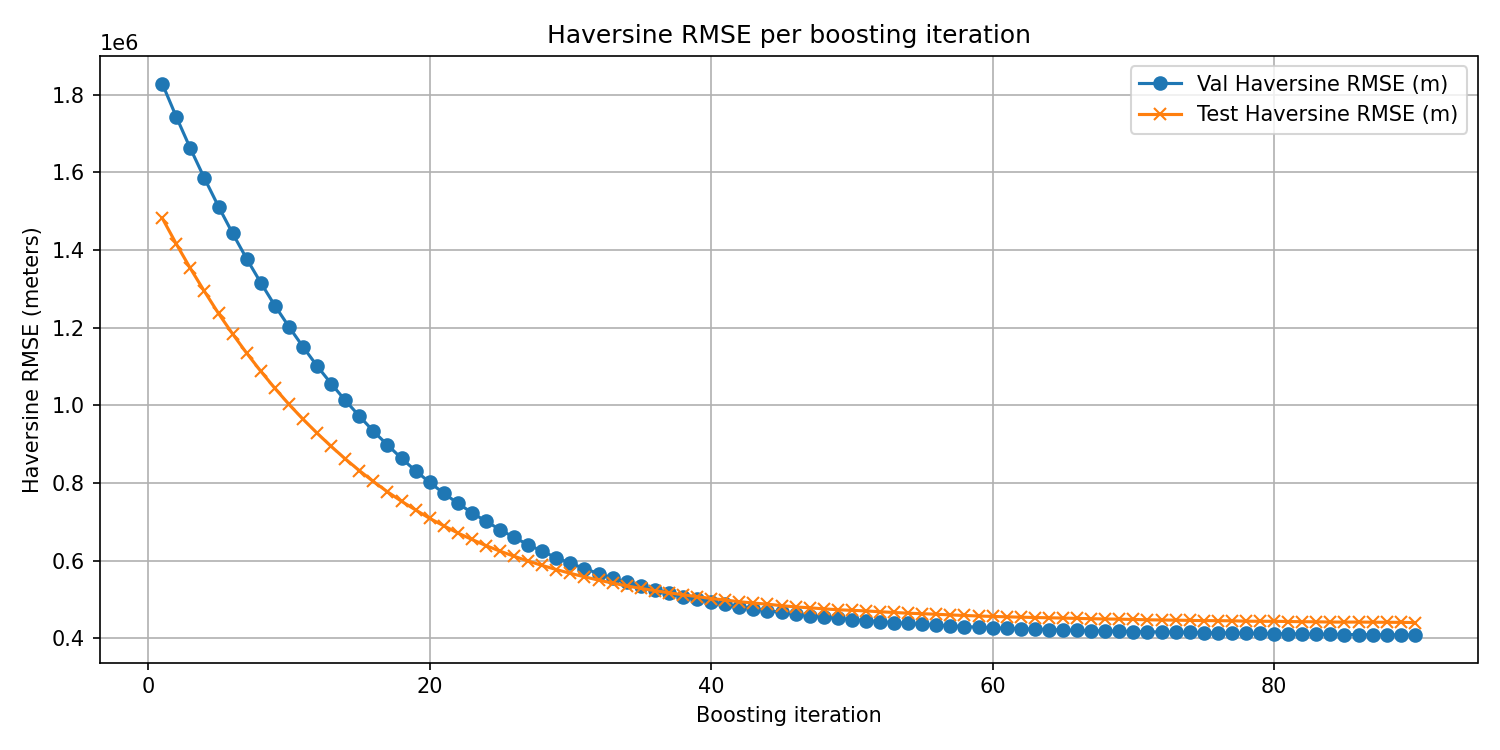 Haversine RMSE per boosting iteration
1e6
Val Haversine RMSE (m)
Test Haversine RMSE (m)
Haversine RMSE (meters)
1.8
1.6
1.4
1.2
1.0
0.8
0.6
0.4
0 20 40 60 80
Boosting iteration